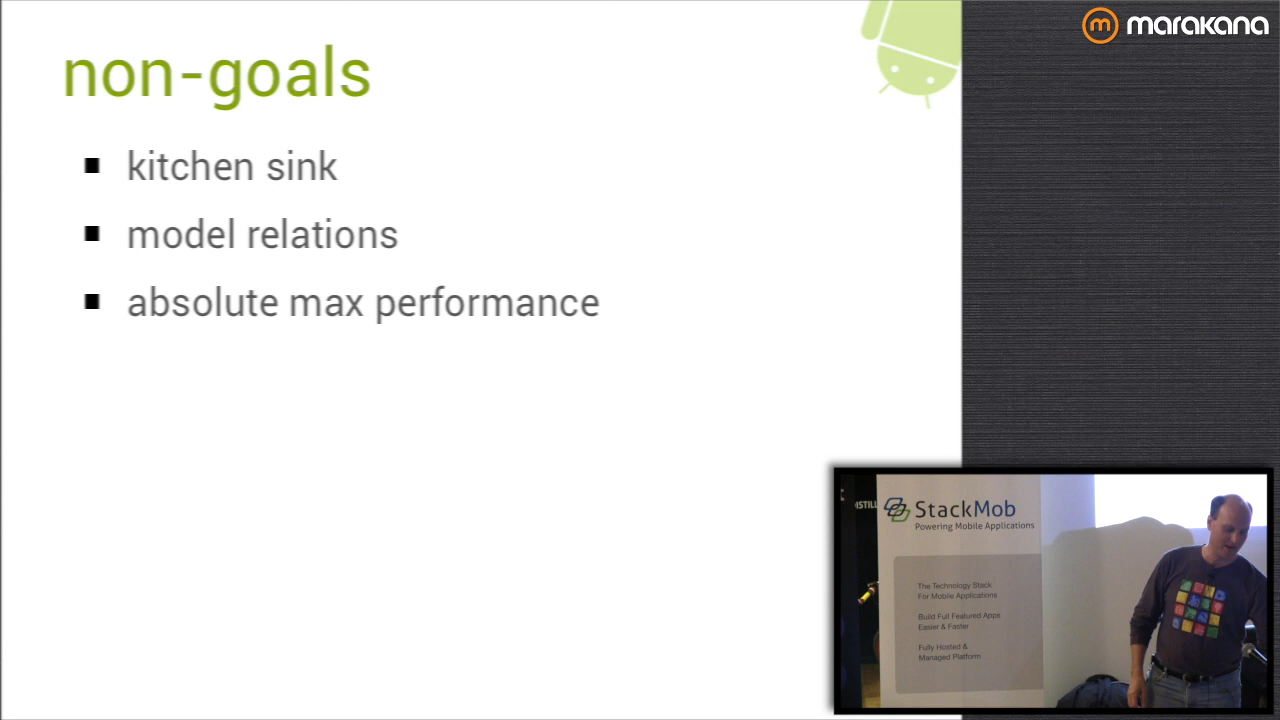 non-goals
kitchen sink
model relations
absolute max performance
marakana
StackMob
Powering Mobile Applications
The Technology Stack
For Mobile Applications
Build Full Featured Apps
Easier & Faster
Fully Hosted &
Managed Platform